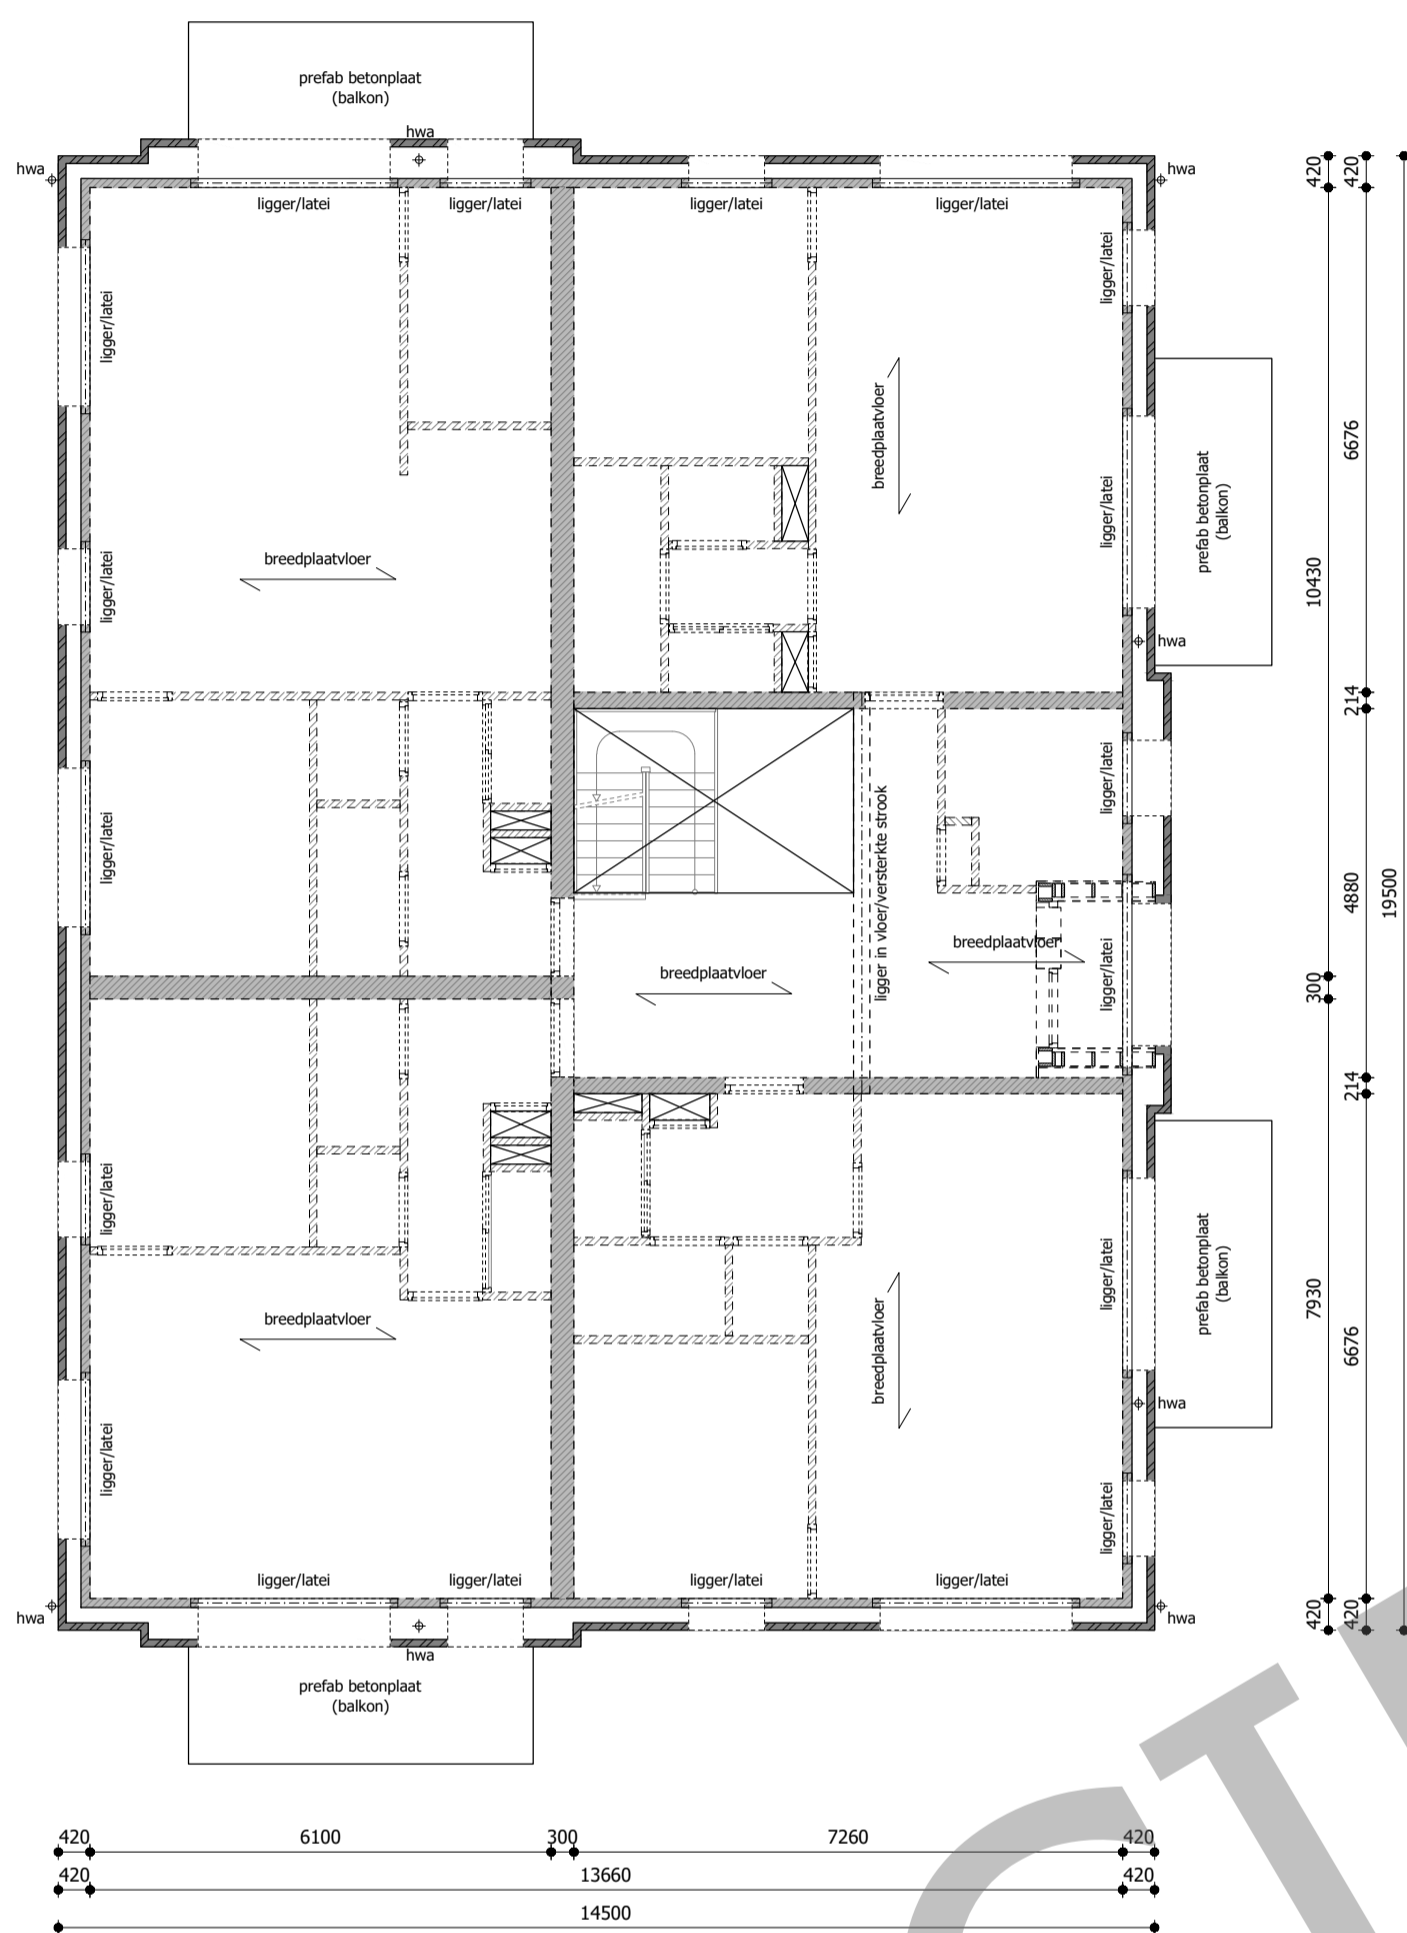 prefab betonplaat
(balkon)
hwa
hwa
hwa
ligger/latei
ligger/latei
ligger/latei
ligger/latei
420
420
ligger/latei
ligger/latei
breedplaatvloer
6676
ligger/latei
prefab betonplaat
(balkon)
breedplaatvloer
ligger/latei
10430
hwa
214
ligger/latei
ligger/latei
ligger in vloer/versterkte strook
4880
19500
breedplaatvloer
breedplaatvloer
ligger/latei
300
214
ligger/latei
ligger/latei
prefab betonplaat
(balkon)
7930
breedplaatvloer
breedplaatvloer
6676
hwa
ligger/latei
ligger/latei
ligger/latei
ligger/latei
ligger/latei
ligger/latei
hwa
hwa
420
420
hwa
prefab betonplaat
(balkon)
420
6100
300
7260
420
420
13660
420
14500
CT